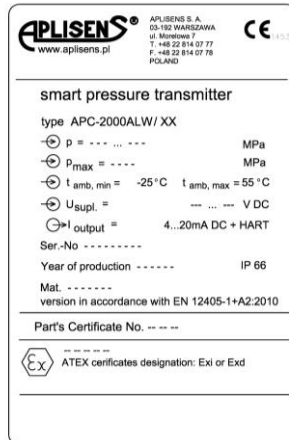 APLISENS®
www.aplisens.pl
APLISENS S. A.
03-192 WARSZAWA
ul. Morelowa 7
T. +48 22 814 07 77
F. +48 22 814 07 78
POLAND
CE
smart pressure transmitter
type APC-2000ALW/ XX
p = - - - ... - - - MPa
Pmax = - - - - MPa
t amb, min = -25°C t amb, max = 55 °C
Usupl. = --- ... --- V DC
I output = 4...20mA DC + HART
Ser.-No - - - - - - - - -
Year of production - - - - - - IP 66
Mat. - - - - - - -
version in accordance with EN 12405-1+A2:2010
Part's Certificate No. -- -- --
-- -- -- -- --
Ex ATEX cerificates designation: Exi or Exd